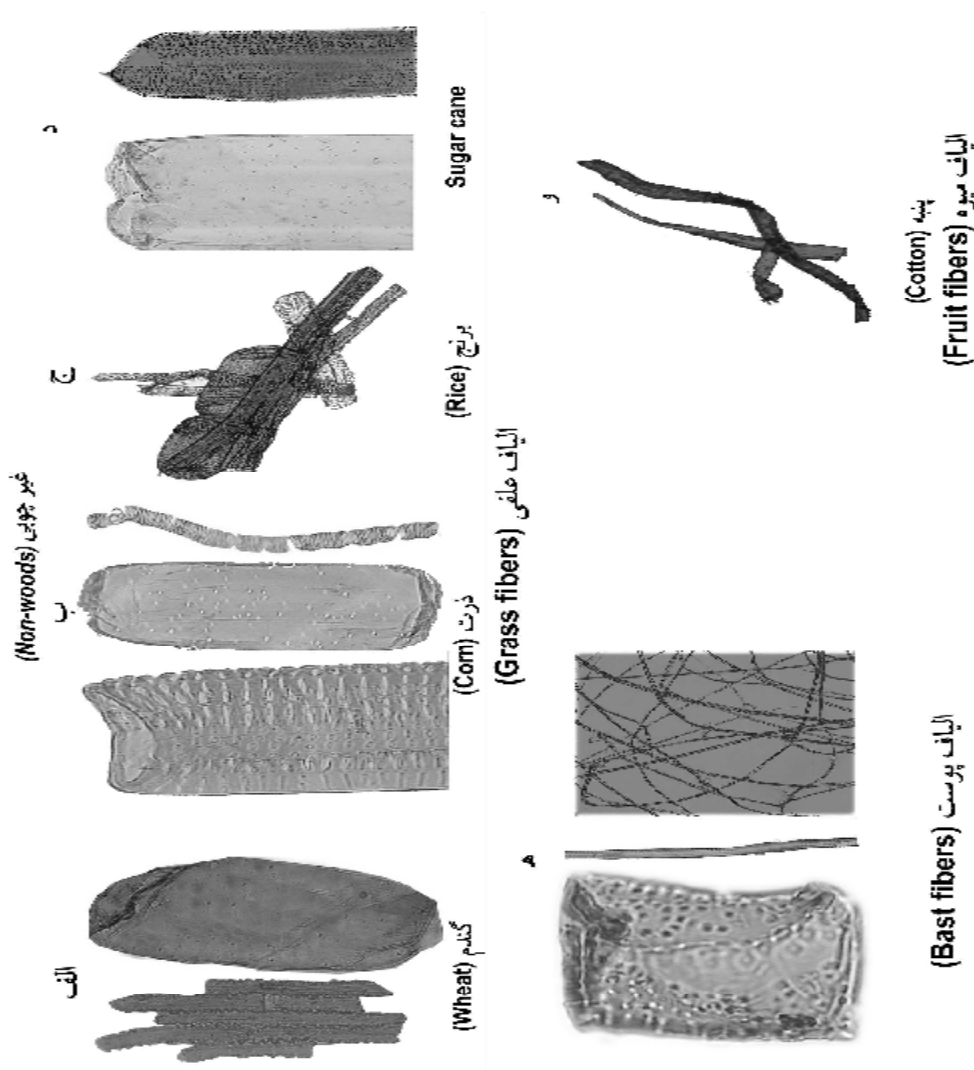 غیر چوبی (Non-woods)
الف
ب
ج
د
گندم (Wheat)
ذرت (Corn)
برنج (Rice)
Sugar cane
الیاف علفی (Grass fibers)
هـ
و
پنبه (Cotton)
الیاف پوست (Bast fibers)
الیاف میوه (Fruit fibers)